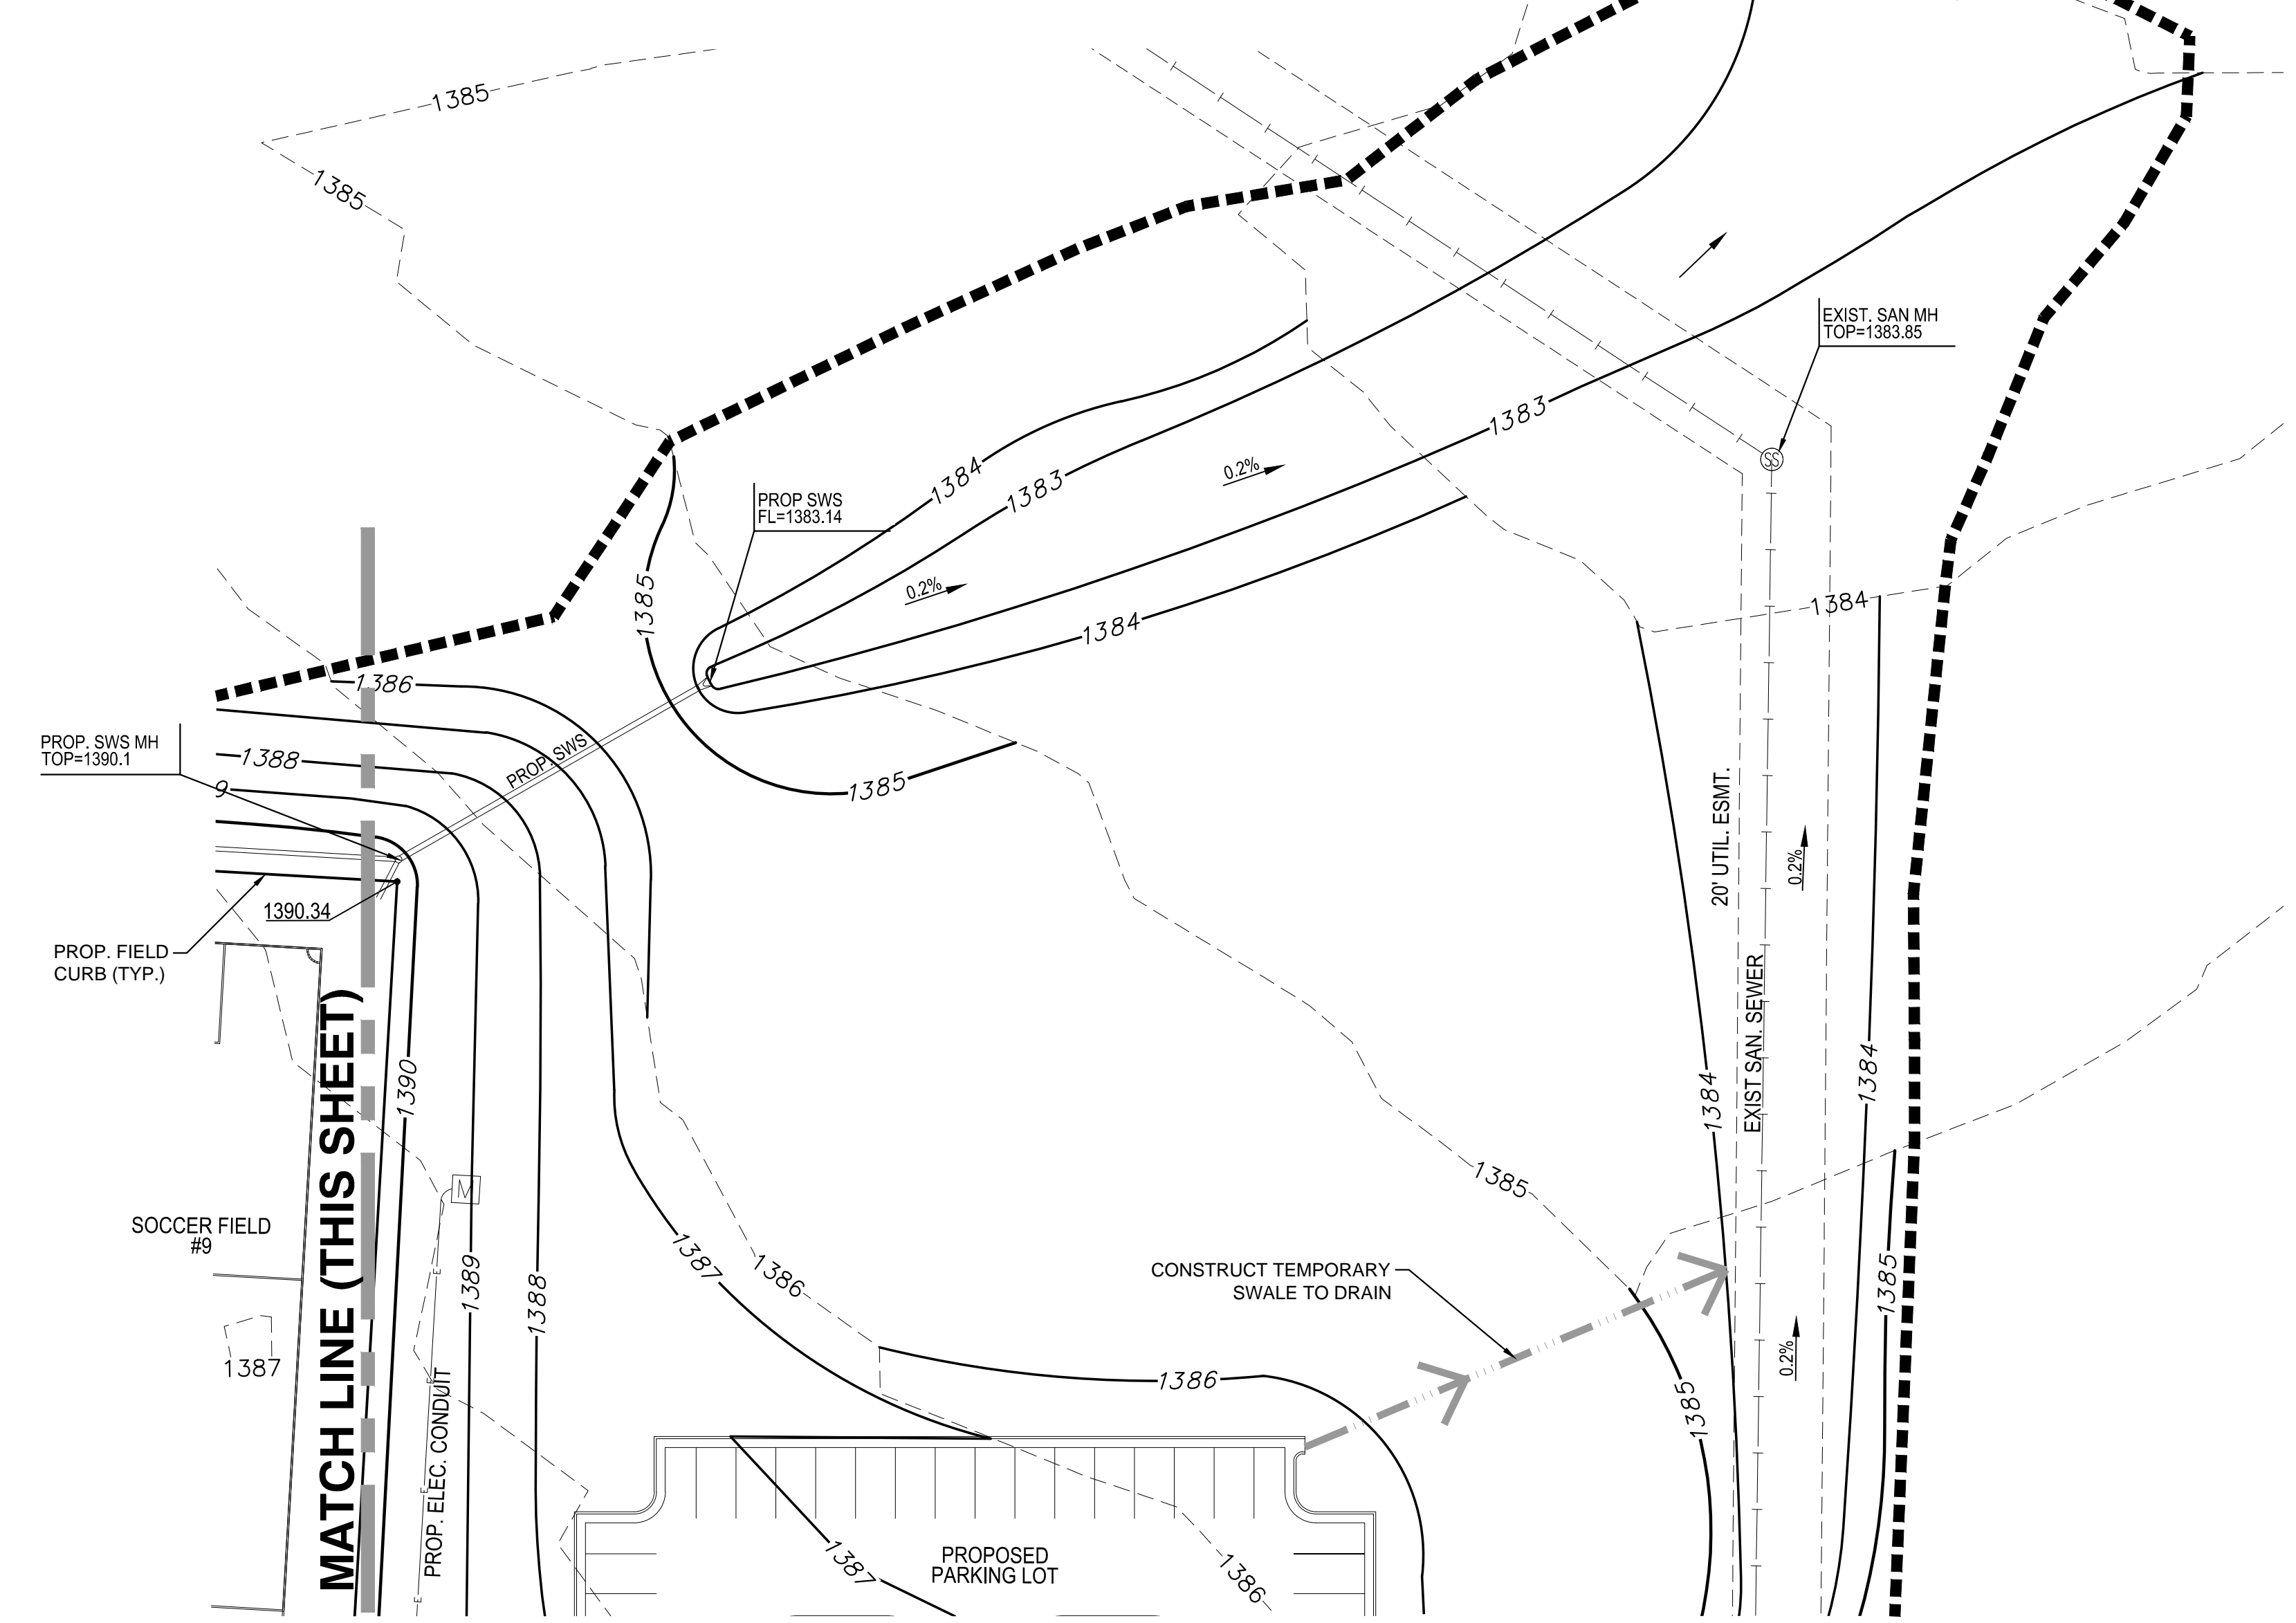 1385
1385
EXIST. SAN MH
TOP=1383.85
1383
1384
1383
0.2%
PROP SWS
FL=1383.14
0.2%
1385
1384
1384
1386
PROP. SWS MH
TOP=1390.1
1388
PROP. SWS
1385
9
20' UTIL. ESMT.
0.2%
1390.34
PROP. FIELD
CURB (TYP.)
EXIST SAN. SEWER
MATCH LINE (THIS SHEET)
1390
1384
1384
1385
M
SOCCER FIELD
#9
1387
1389
1388
1386
CONSTRUCT TEMPORARY
SWALE TO DRAIN
1385
E
1387
1386
0.2%
1385
PROP. ELEC. CONDUIT
E
E
E
SS
1387
PROPOSED
PARKING LOT
1386